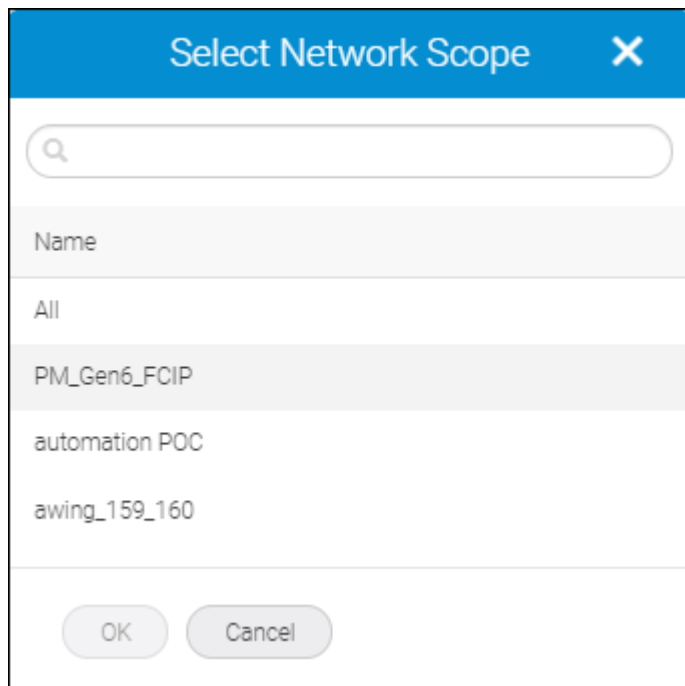 Select Network Scope
Name
All
PM_Gen6_FCIP
automation POC
awing_159_160
OK Cancel